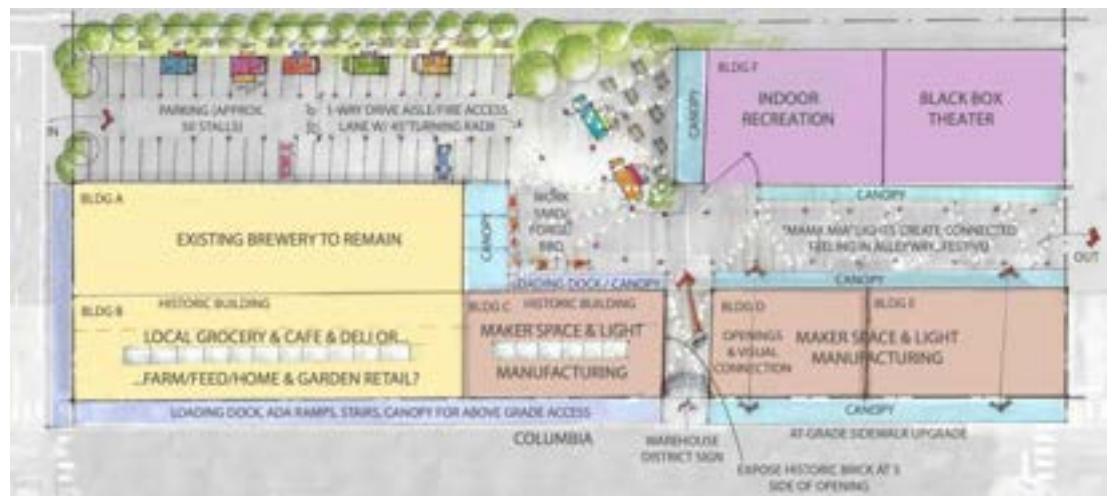 BLDG F
INDOOR
RECREATION
BLACK BOX
THEATER
CANOPY
IN
PARKING (APPROX.
50 STALLS)
1-WAY DRIVE AISLE/FIRE ACCESS
LANE W/ 45' TURNING RADII
BLDG A
EXISTING BREWERY TO REMAIN
CANOPY
WORK
YARD/
FORGE/
BBQ
CANOPY
"MAMA MIA" LIGHTS CREATE CONNECTED
FEELING IN ALLEYWAY,
OUT
CANOPY
LOADING DOCK / CANOPY
BLDG B
HISTORIC BUILDING
LOCAL GROCERY & CAFE & DELI OR...
...FARM/FEED/HOME & GARDEN RETAIL?
BLDG C
HISTORIC BUILDING
MAKER SPACE & LIGHT
MANUFACTURING
BLDG D
OPENINGS
& VISUAL
CONNECTION
BLDG E
MAKER SPACE & LIGHT
MANUFACTURING
LOADING DOCK, ADA RAMPS, STAIRS, CANOPY FOR ABOVE GRADE ACCESS
CANOPY
COLUMBIA
WAREHOUSE
DISTRICT SIGN
AT-GRADE SIDEWALK UPGRADE
EXPOSE HISTORIC BRICK AT S
SIDE OF OPENING